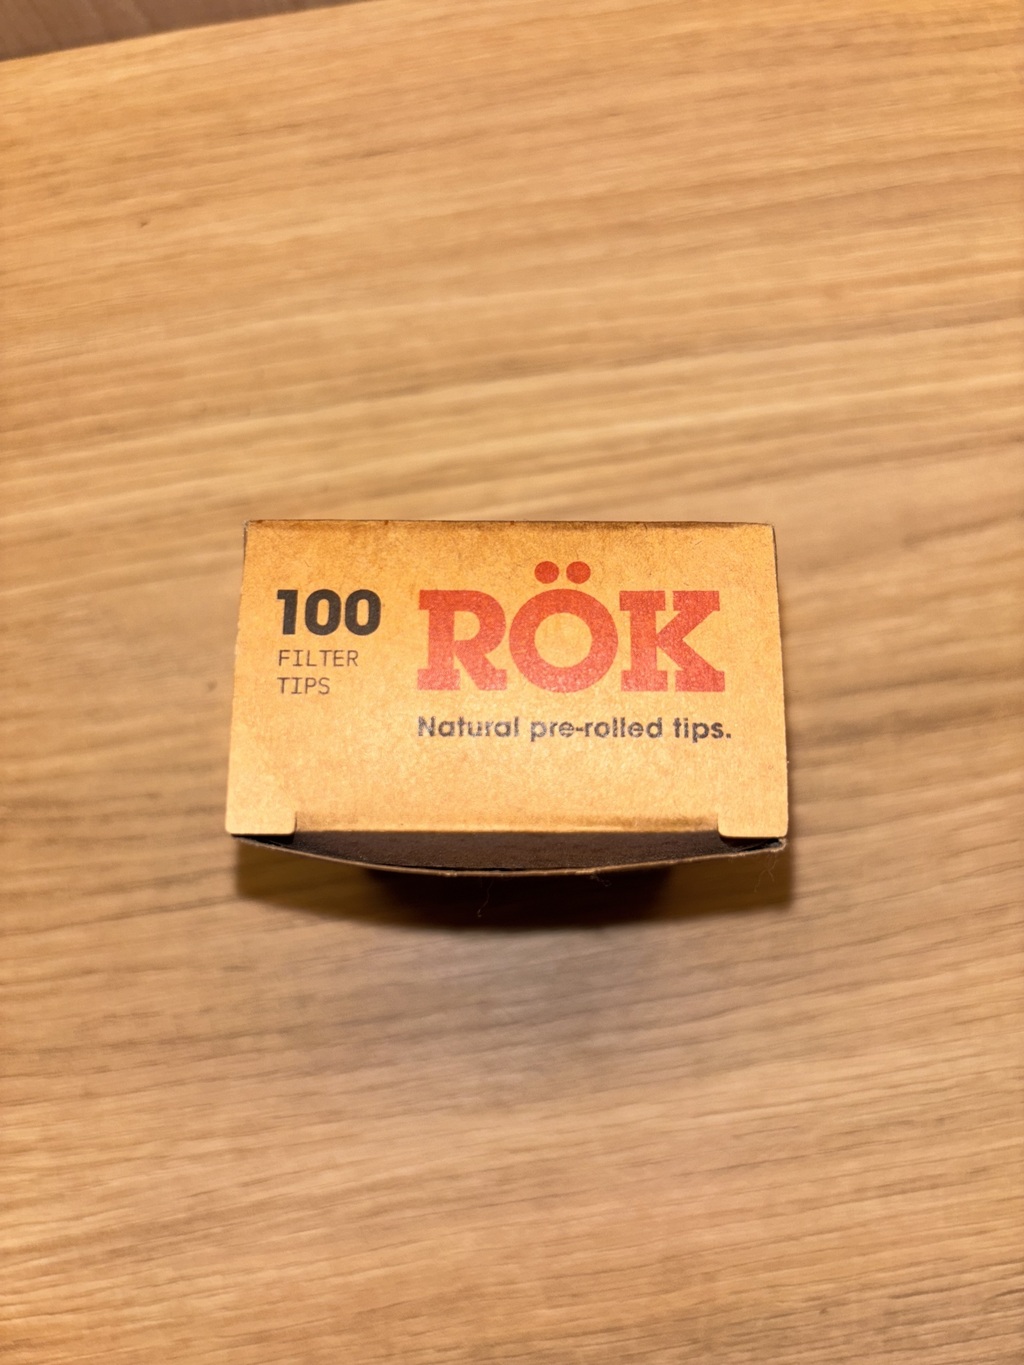 100
FILTER
TIPS
RÖK
Natural pre-rolled tips.